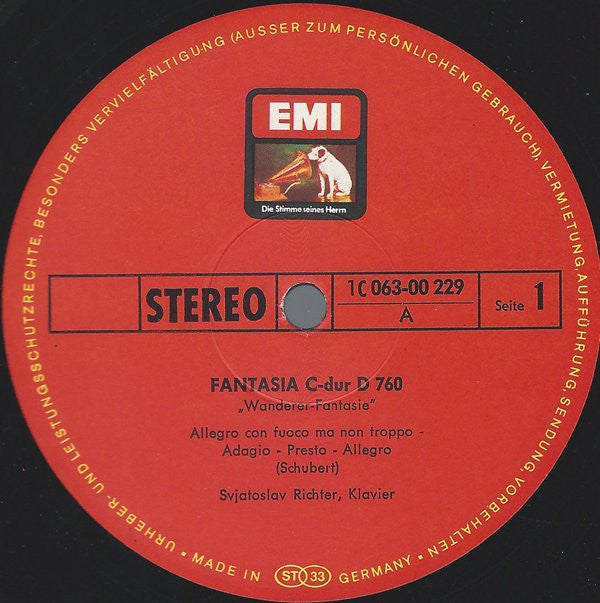 URHEBER- UND LEISTUNGSSCHUTZRECHTE, BESONDERS VERVIELFÄLTIGUNG (AUSSER ZUM PERSÖNLICHEN GEBRAUCH), VERMIETUNG, AUFFÜHRUNG, SENDUNG, VORBEHALTEN
EMI
Die Stimme seines Herrn
STEREO
1C 063-00 229
A
Seite 1
FANTASIA C-dur D 760
„Wanderer-Fantasie"
Allegro con fuoco ma non troppo -
Adagio - Presto - Allegro
(Schubert)
Svjatoslav Richter, Klavier
• MADE IN ST 33 GERMANY •